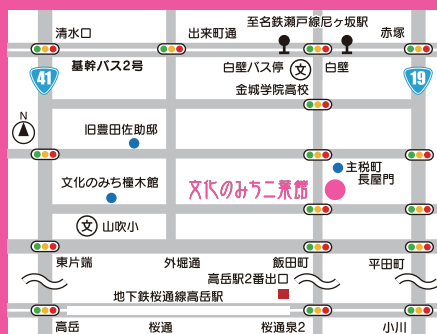 至名鉄瀬戸線尼ヶ坂駅
清水口
出来町通
赤塚
基幹バス2号
白壁バス停
文
白壁
41
19
金城学院高校
N
旧豊田佐助邸
主税町
長屋門
文化のみち橦木館
文化のみち二葉館
文
山吹小
東片端
外堀通
飯田町
平田町
高岳駅2番出口
地下鉄桜通線高岳駅
高岳
桜通
桜通泉2
小川